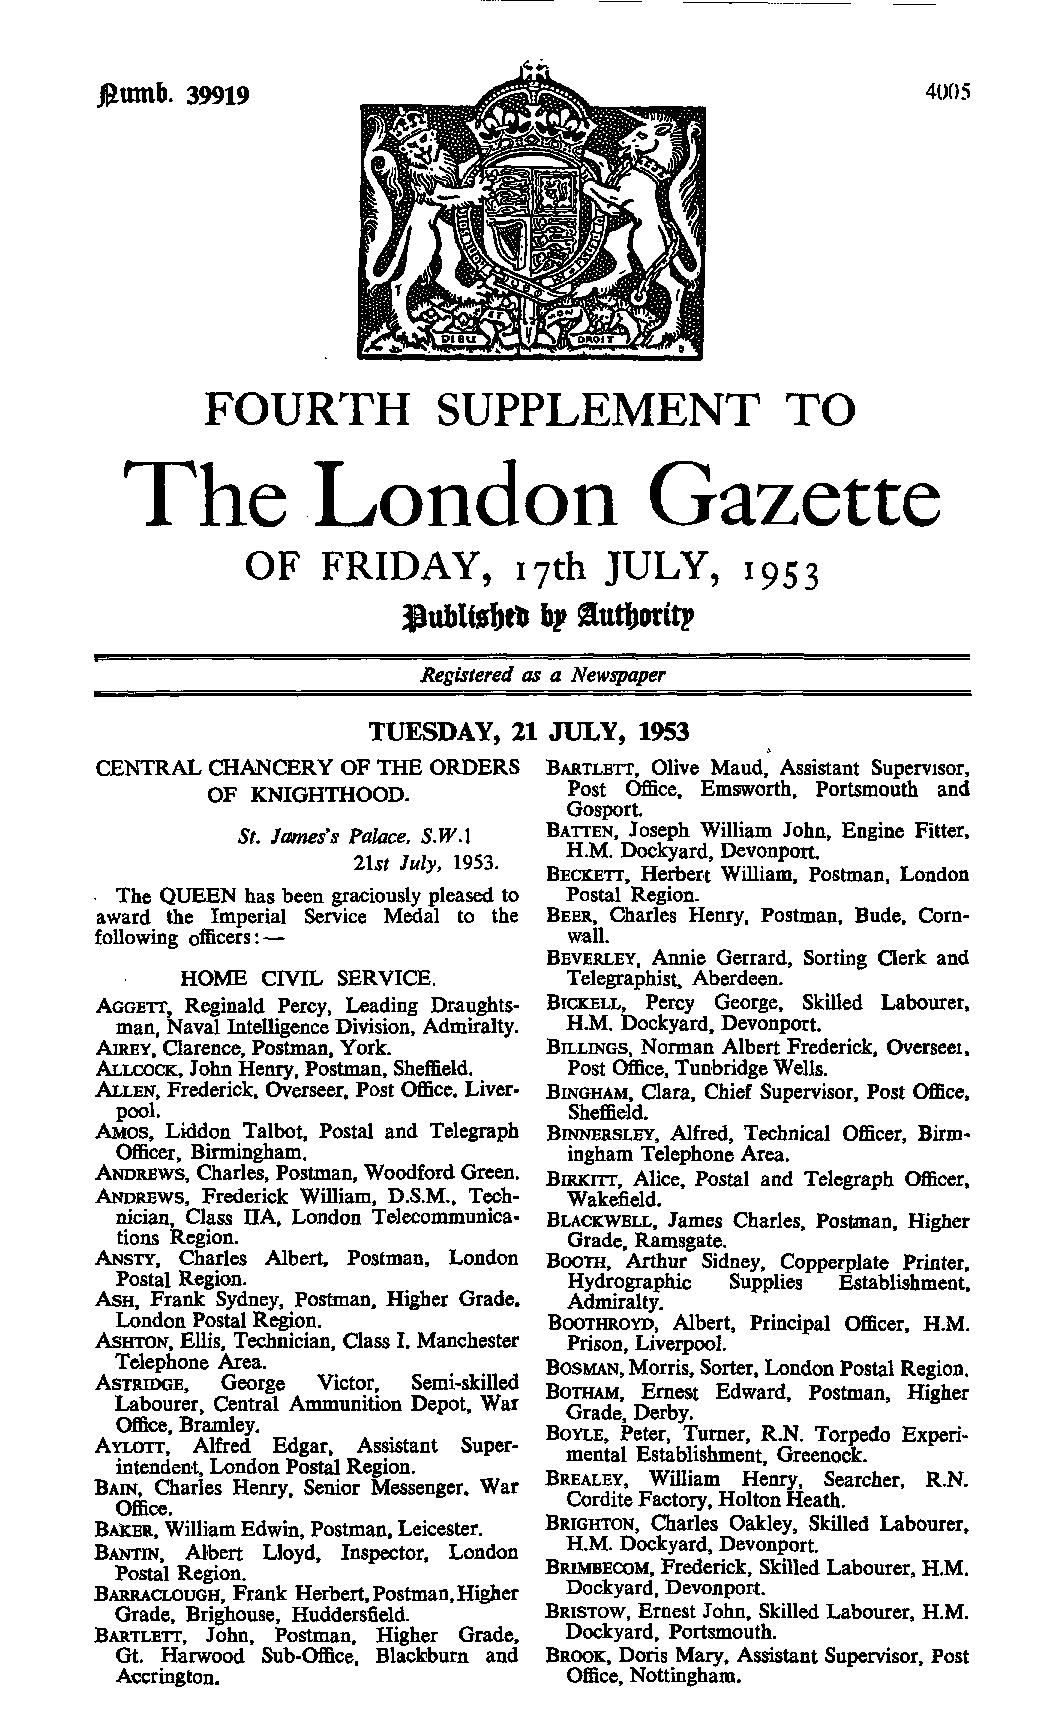 Numb. 39919
4005
DIEU ET MON DROIT
FOURTH SUPPLEMENT TO
The London Gazette
OF FRIDAY, 17th JULY, 1953
Published by Authority
Registered as a Newspaper
TUESDAY, 21 JULY, 1953
CENTRAL CHANCERY OF THE ORDERS
OF KNIGHTHOOD.
St. James's Palace, S.W.1
21st July, 1953.
The QUEEN has been graciously pleased to
award the Imperial Service Medal to the
following officers:—
HOME CIVIL SERVICE.
AGGETT, Reginald Percy, Leading Draughts-
man, Naval Intelligence Division, Admiralty.
AIREY, Clarence, Postman, York.
ALLCOCK, John Henry, Postman, Sheffield.
ALLEN, Frederick, Overseer, Post Office, Liver-
pool.
AMOS, Liddon Talbot, Postal and Telegraph
Officer, Birmingham.
ANDREWS, Charles, Postman, Woodford Green.
ANDREWS, Frederick William, D.S.M., Tech-
nician, Class IIA, London Telecommunica-
tions Region.
ANSTY, Charles Albert, Postman, London
Postal Region.
ASH, Frank Sydney, Postman, Higher Grade,
London Postal Region.
ASHTON, Ellis, Technician, Class I, Manchester
Telephone Area.
ASTRIDGE, George Victor, Semi-skilled
Labourer, Central Ammunition Depot, War
Office, Bramley.
AYLOTT, Alfred Edgar, Assistant Super-
intendent, London Postal Region.
BAIN, Charles Henry, Senior Messenger, War
Office.
BAKER, William Edwin, Postman, Leicester.
BANTIN, Albert Lloyd, Inspector, London
Postal Region.
BARRACLOUGH, Frank Herbert, Postman, Higher
Grade, Brighouse, Huddersfield.
BARTLETT, John, Postman, Higher Grade,
Gt. Harwood Sub-Office, Blackburn and
Accrington.
BARTLETT, Olive Maud, Assistant Supervisor,
Post Office, Emsworth, Portsmouth and
Gosport.
BATTEN, Joseph William John, Engine Fitter,
H.M. Dockyard, Devonport.
BECKETT, Herbert William, Postman, London
Postal Region.
BEER, Charles Henry, Postman, Bude, Corn-
wall.
BEVERLEY, Annie Gerrard, Sorting Clerk and
Telegraphist, Aberdeen.
BICKELL, Percy George, Skilled Labourer,
H.M. Dockyard, Devonport.
BILLINGS, Norman Albert Frederick, Overseer,
Post Office, Tunbridge Wells.
BINGHAM, Clara, Chief Supervisor, Post Office,
Sheffield.
BINNERSLEY, Alfred, Technical Officer, Birm-
ingham Telephone Area.
BIRKITT, Alice, Postal and Telegraph Officer,
Wakefield.
BLACKWELL, James Charles, Postman, Higher
Grade, Ramsgate.
BOOTH, Arthur Sidney, Copperplate Printer,
Hydrographic Supplies Establishment,
Admiralty.
BOOTHROYD, Albert, Principal Officer, H.M.
Prison, Liverpool.
BOSMAN, Morris, Sorter, London Postal Region.
BOTHAM, Ernest Edward, Postman, Higher
Grade, Derby.
BOYLE, Peter, Turner, R.N. Torpedo Experi-
mental Establishment, Greenock.
BREALEY, William Henry, Searcher, R.N.
Cordite Factory, Holton Heath.
BRIGHTON, Charles Oakley, Skilled Labourer,
H.M. Dockyard, Devonport.
BRIMBECOM, Frederick, Skilled Labourer, H.M.
Dockyard, Devonport.
BRISTOW, Ernest John, Skilled Labourer, H.M.
Dockyard, Portsmouth.
BROOK, Doris Mary, Assistant Supervisor, Post
Office, Nottingham.